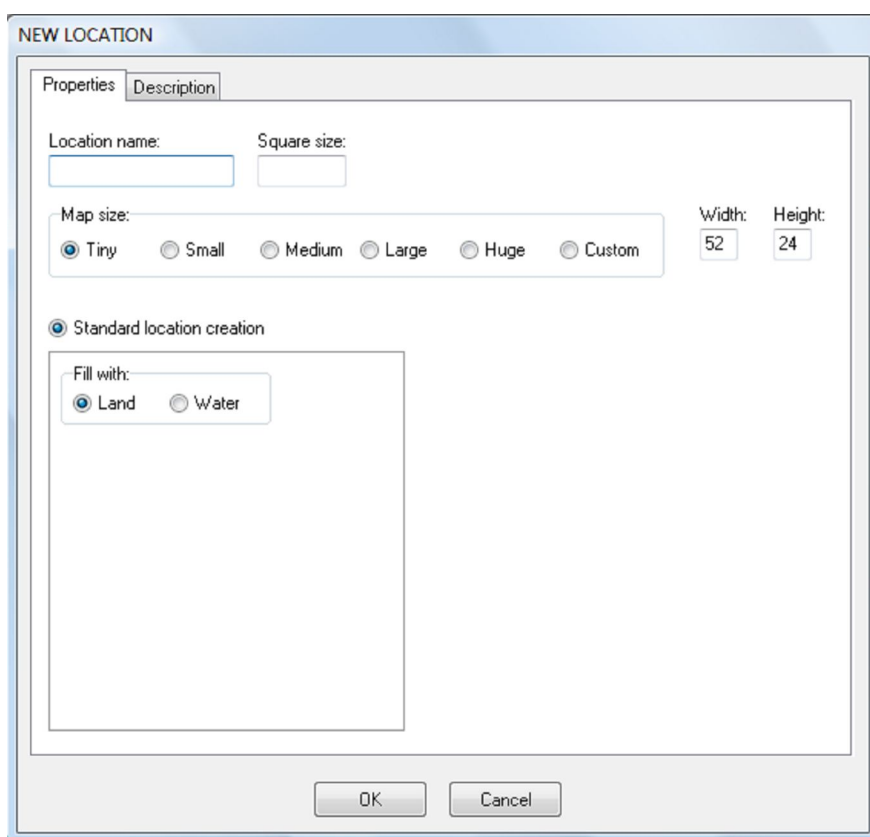 NEW LOCATION
Properties Description
Location name: Square size:
Map size: Width: Height:
Tiny Small Medium Large Huge Custom 52 24
Standard location creation
Fill with:
Land Water
OK Cancel